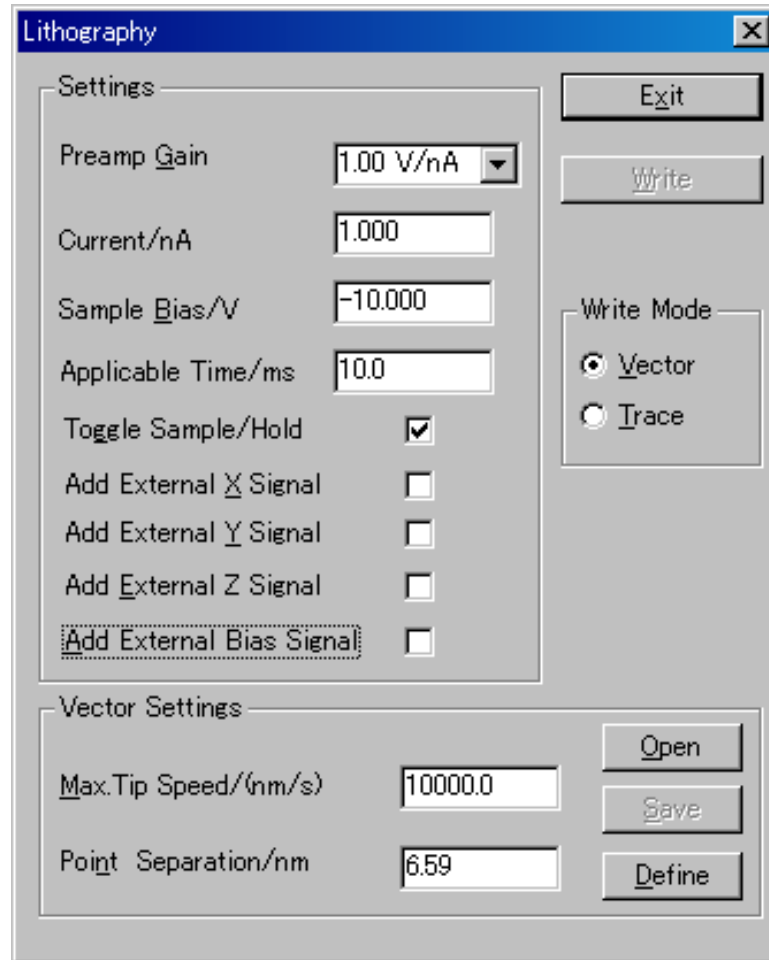 Lithography
Settings
Exit
Preamp Gain
1.00 V/nA
Write
Current/nA
1.000
Sample Bias/V
-10.000
Write Mode
Applicable Time/ms
10.0
Vector
Toggle Sample/Hold
Trace
Add External X Signal
Add External Y Signal
Add External Z Signal
Add External Bias Signal
Vector Settings
Open
Max.Tip Speed/(nm/s)
10000.0
Save
Point Separation/nm
6.59
Define